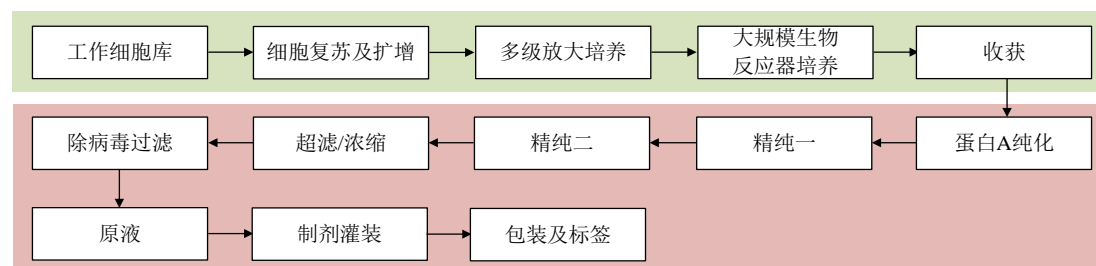 工作细胞库
细胞复苏及扩增
多级放大培养
大规模生物
反应器培养
收获
蛋白A纯化
精纯一
精纯二
超滤/浓缩
除病毒过滤
原液
制剂灌装
包装及标签